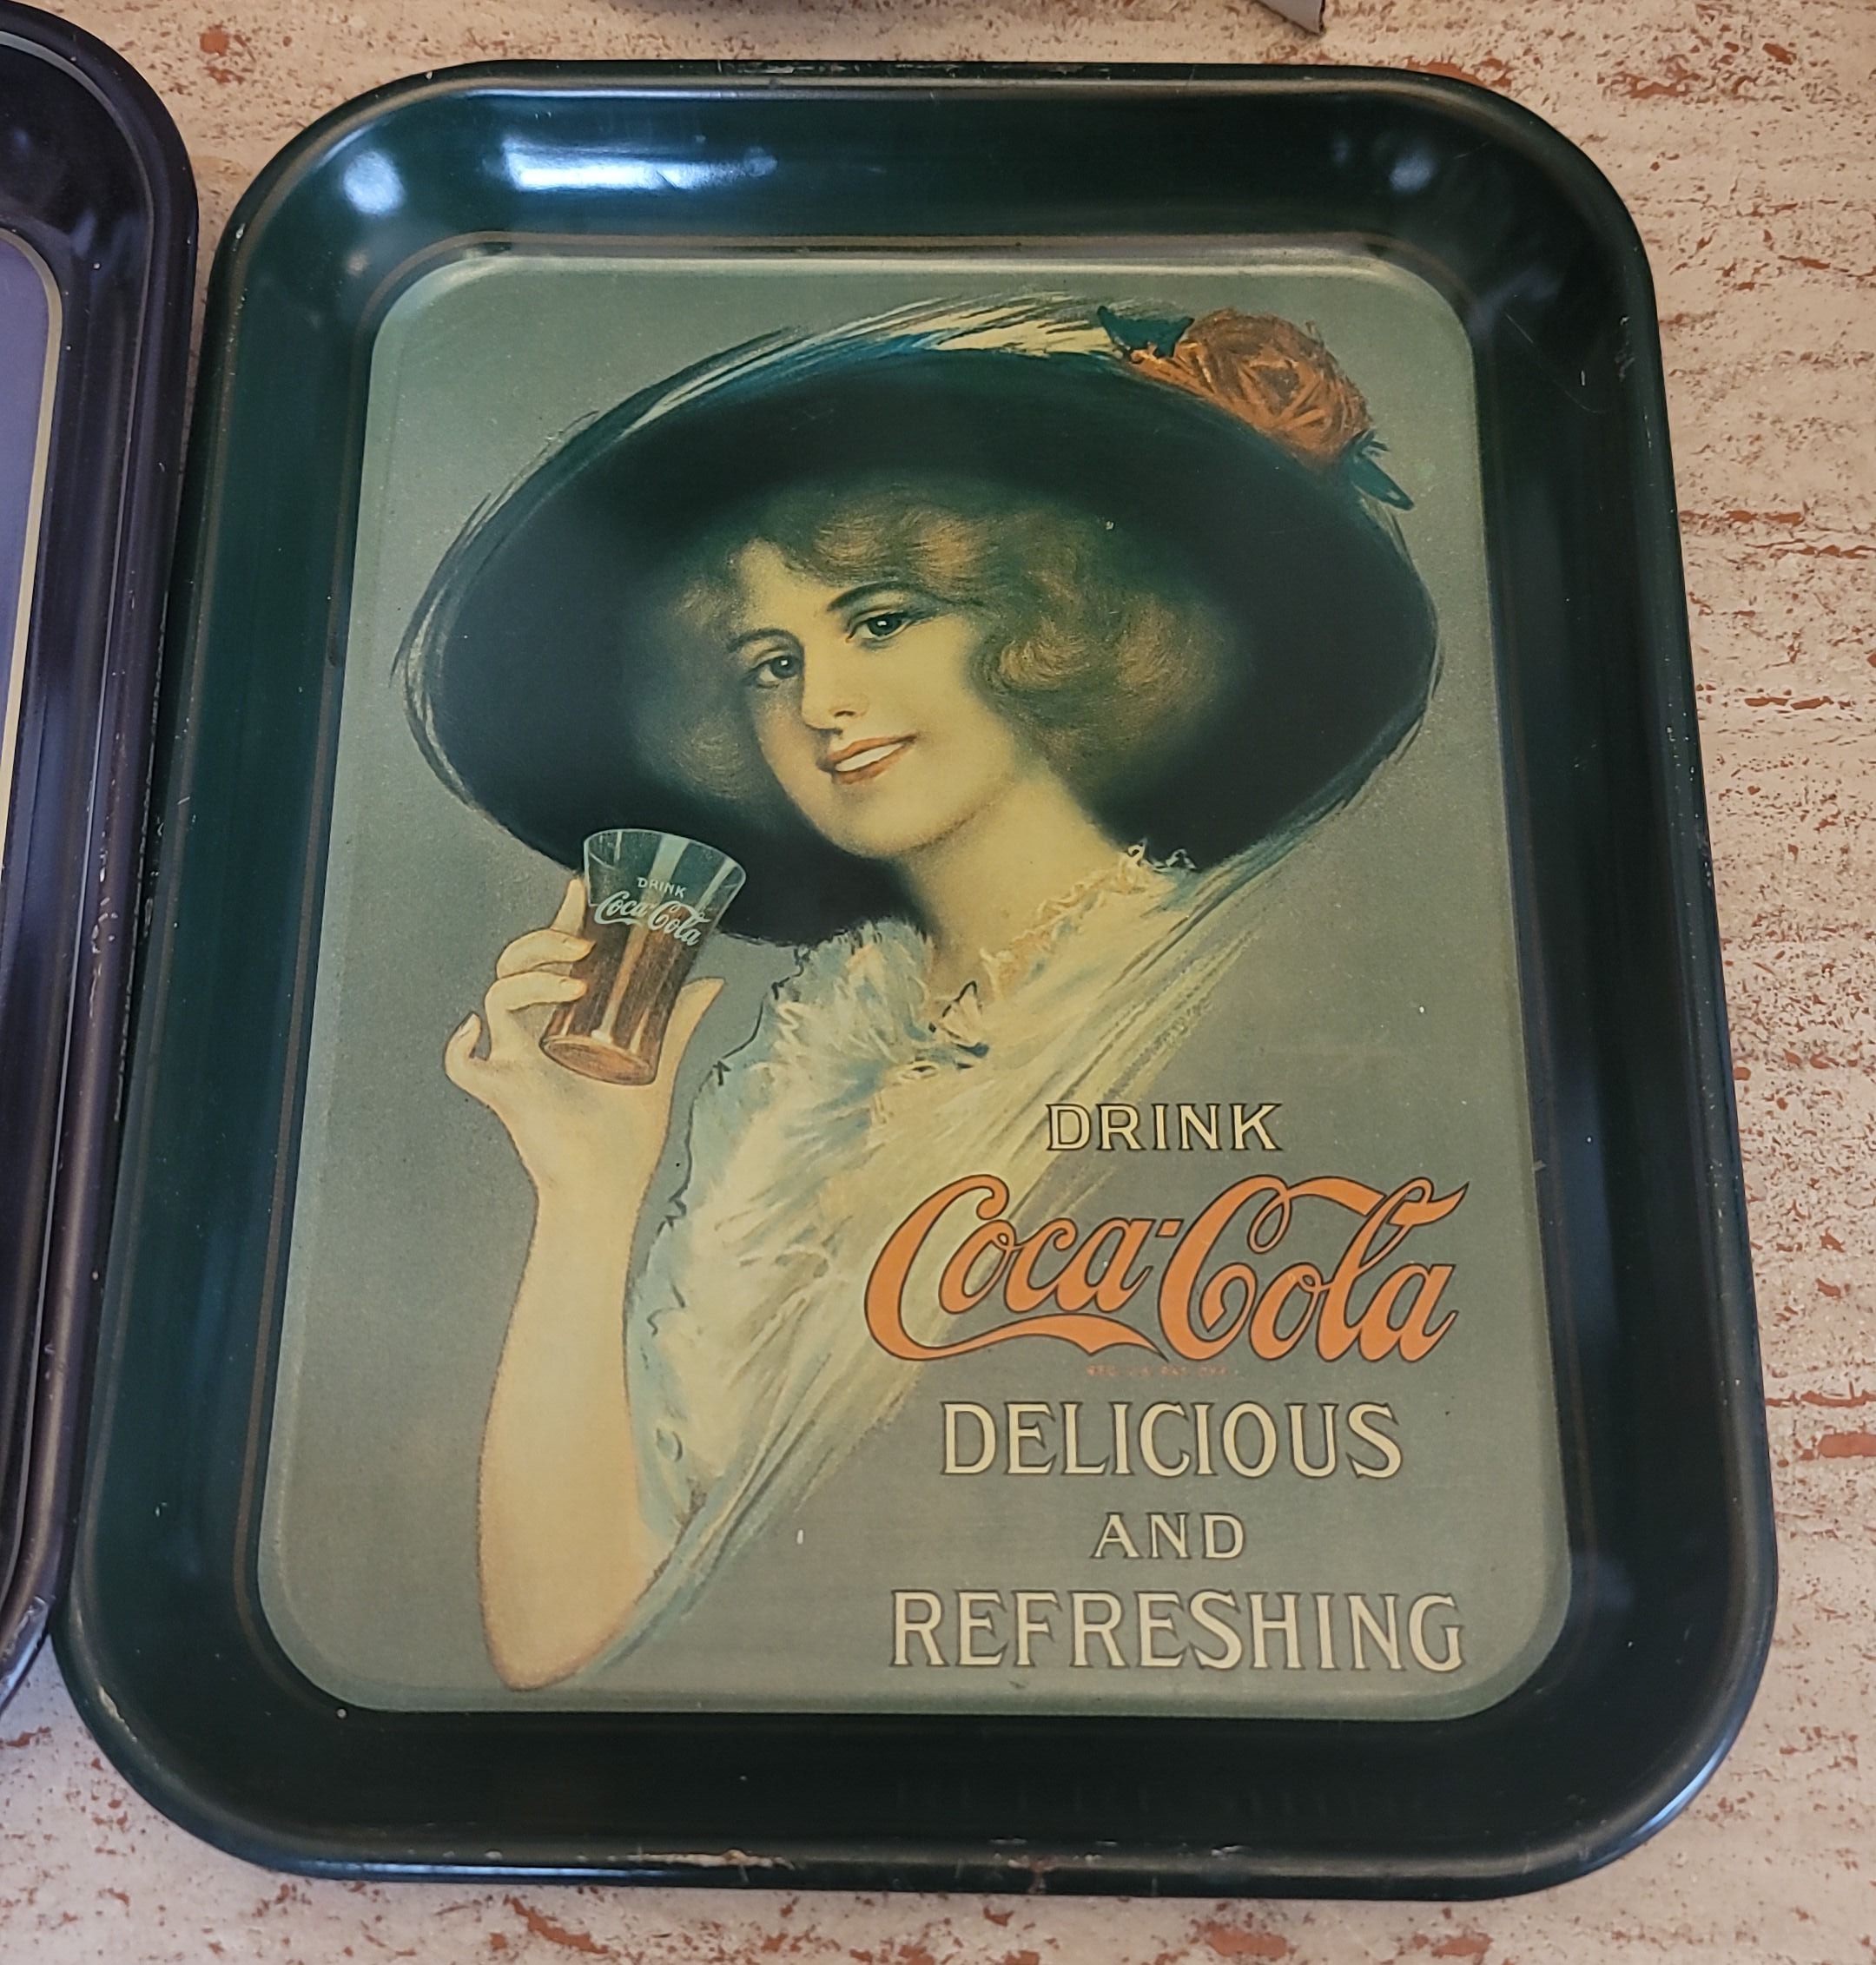 DRINK
Coca-Cola
DRINK
Coca-Cola
DELICIOUS
AND
REFRESHING